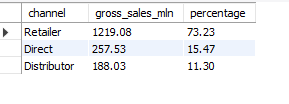 channel gross_sales_mln percentage
Retailer 1219.08 73.23
Direct 257.53 15.47
Distributor 188.03 11.30